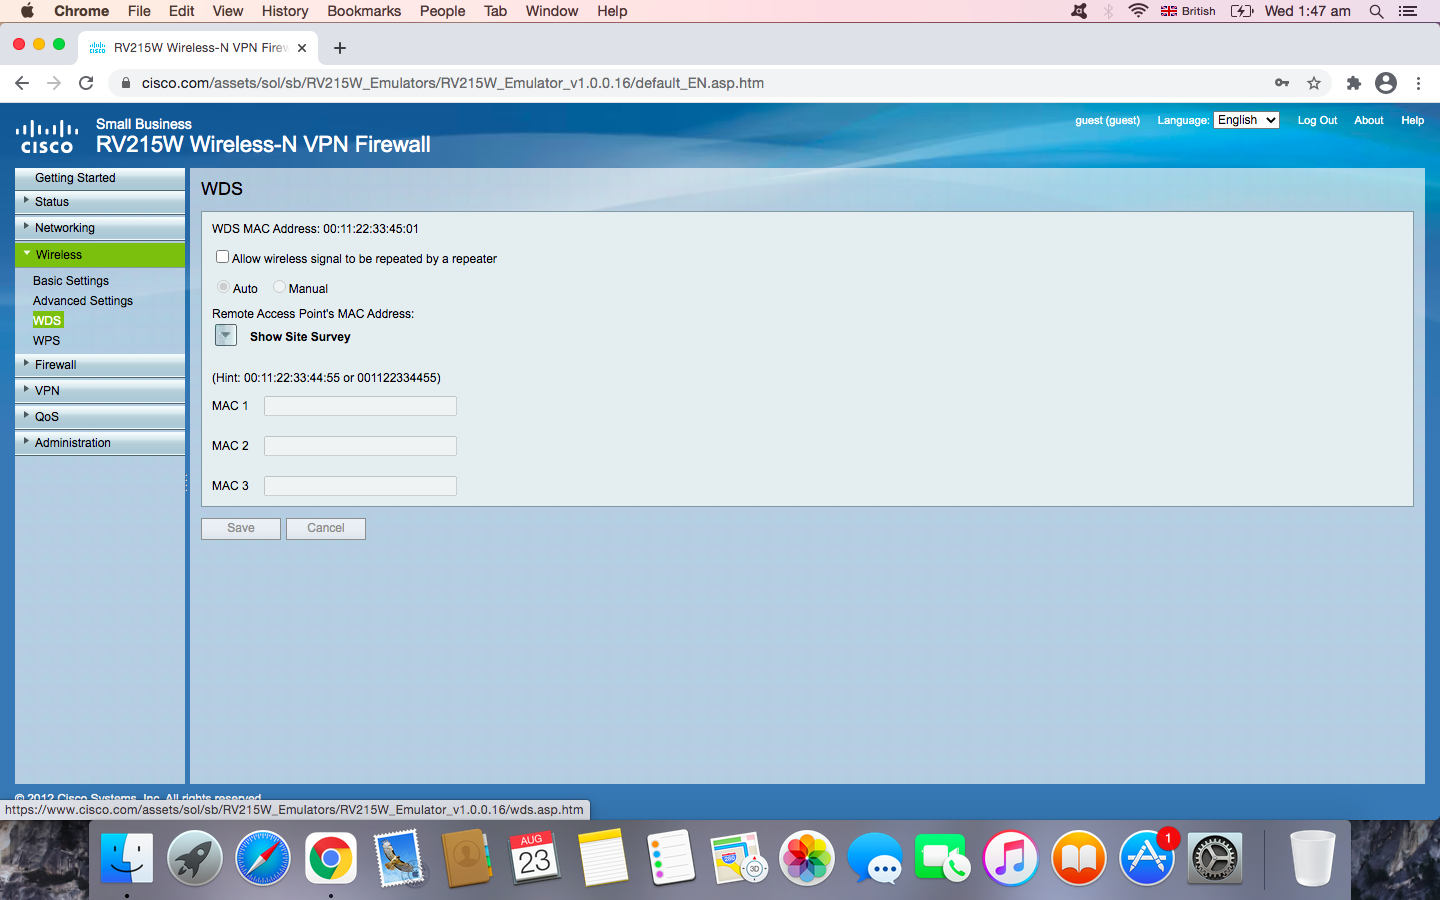 Chrome File Edit View History Bookmarks People Tab Window Help British Wed 1:47 am
RV215W Wireless-N VPN Firew
cisco.com/assets/sol/sb/RV215W_Emulators/RV215W_Emulator_v1.0.0.16/default_EN.asp.htm
Small Business
cisco RV215W Wireless-N VPN Firewall
guest (guest) Language: English Log Out About Help
Getting Started
Status
Networking
Wireless
Basic Settings
Advanced Settings
WDS
WPS
Firewall
VPN
QoS
Administration
WDS
WDS MAC Address: 00:11:22:33:45:01
Allow wireless signal to be repeated by a repeater
Auto Manual
Remote Access Point's MAC Address:
Show Site Survey
(Hint: 00:11:22:33:44:55 or 001122334455)
MAC 1
MAC 2
MAC 3
Save Cancel
© 2012 Cisco Systems, Inc. All rights reserved.
https://www.cisco.com/assets/sol/sb/RV215W_Emulators/RV215W_Emulator_v1.0.0.16/wds.asp.htm
AUG
23
280
3D
1